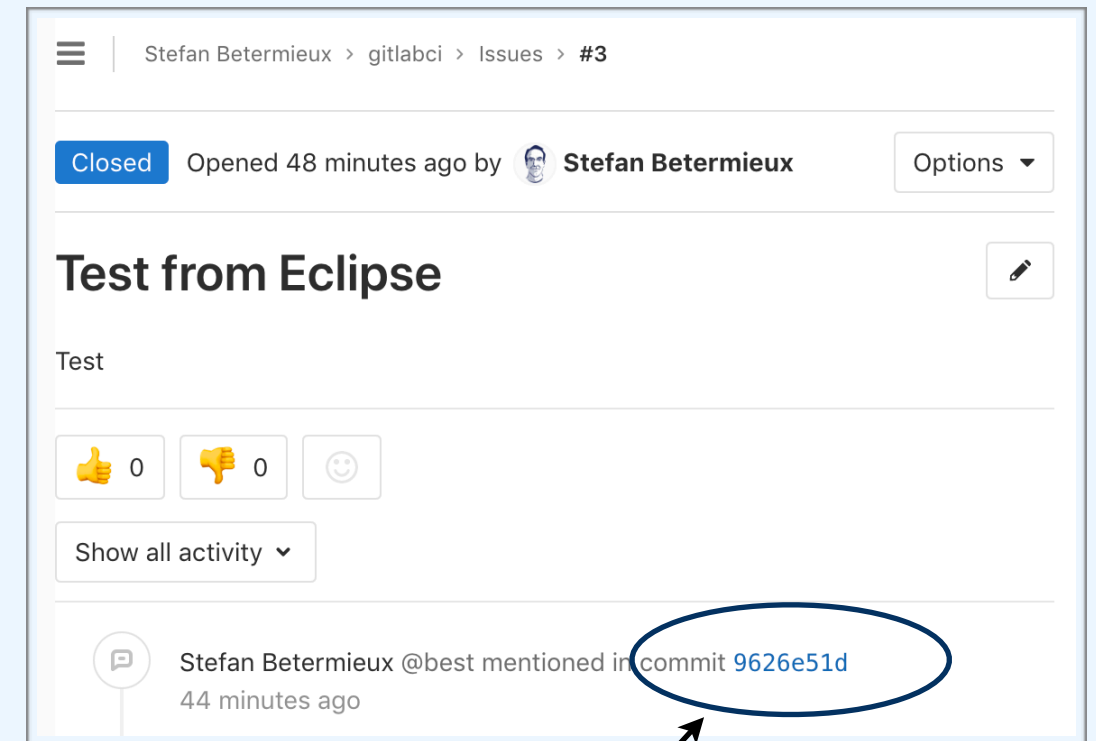 Stefan Betermieux > gitlabci > Issues > #3
Closed Opened 48 minutes ago by Stefan Betermieux Options
Test from Eclipse
Test
0 0
Show all activity
Stefan Betermieux @best mentioned in commit 9626e51d
44 minutes ago